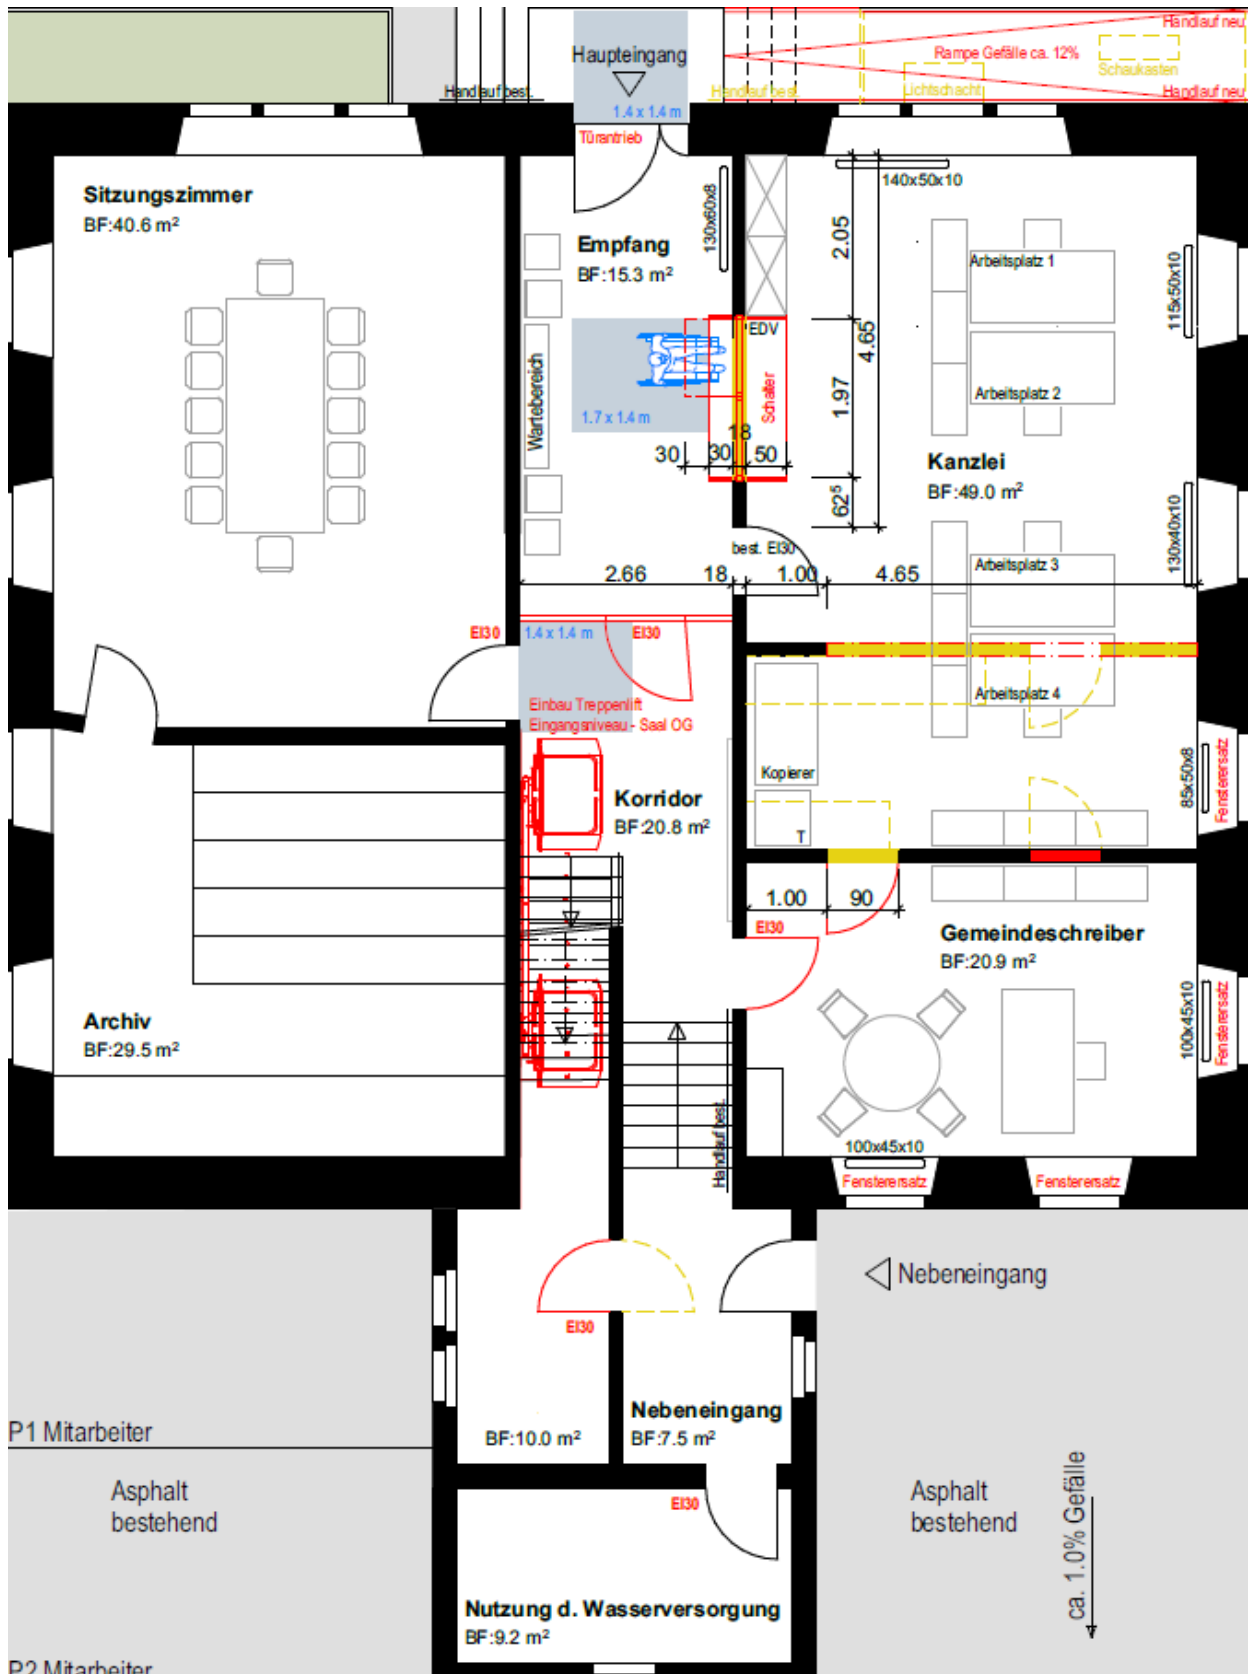 Handlauf neu
Haupteingang
Rampe Gefälle ca. 12%
Schaukasten
Handlauf best.
Handlauf best.
Lichtschacht
Handlauf neu
1.4 x 1.4 m
Türantrieb
Sitzungszimmer
BF:40.6 m²
140x50x10
130x60x8
2.05
Empfang
BF:15.3 m²
Arbeitsplatz 1
115x50x10
EDV
4.65
Wartebereich
1.7 x 1.4 m
Schalter
1.97
Arbeitsplatz 2
18
30
30
50
Kanzlei
BF:49.0 m²
62⁵
130x40x10
best. EI30
2.66
18
1.00
4.65
Arbeitsplatz 3
EI30
1.4 x 1.4 m
EI30
Arbeitsplatz 4
Einbau Treppenlift
Eingangsniveau - Saal OG
Kopierer
85x50x8
Fensterersatz
Korridor
BF:20.8 m²
T
1.00
90
EI30
Gemeindeschreiber
BF:20.9 m²
Archiv
BF:29.5 m²
100x45x10
Fensterersatz
Handlauf best.
100x45x10
Fensterersatz
Fensterersatz
Nebeneingang
EI30
P1 Mitarbeiter
Nebeneingang
BF:10.0 m²
BF:7.5 m²
Asphalt
bestehend
EI30
Asphalt
bestehend
ca. 1.0% Gefälle
Nutzung d. Wasserversorgung
BF:9.2 m²
P2 Mitarbeiter